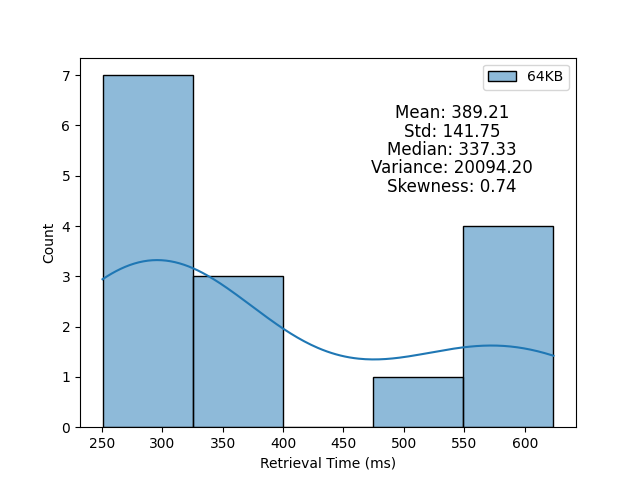 64KB
Mean: 389.21
Std: 141.75
Median: 337.33
Variance: 20094.20
Skewness: 0.74
7
6
5
4
3
2
1
0
Count
250 300 350 400 450 500 550 600
Retrieval Time (ms)